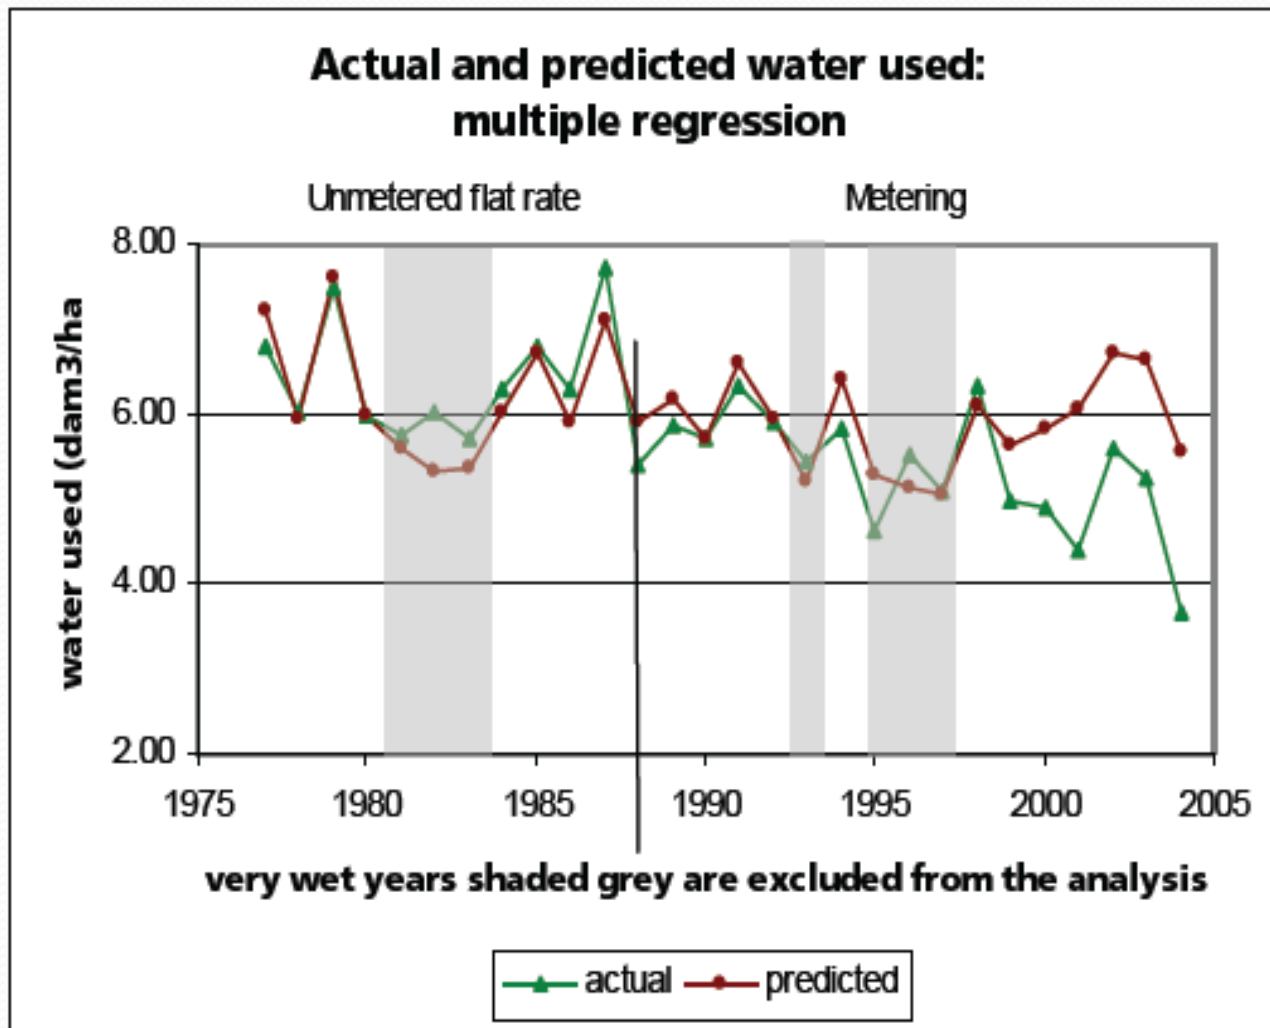 Actual and predicted water used:
multiple regression
Unmetered flat rate
Metering
8.00
6.00
4.00
2.00
water used (dam3/ha
1975 1980 1985 1990 1995 2000 2005
very wet years shaded grey are excluded from the analysis
actual predicted